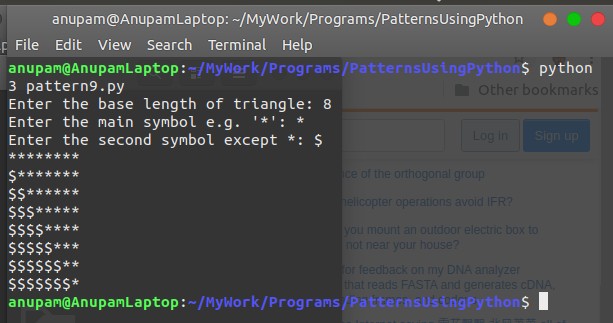 anupam@AnupamLaptop: ~/MyWork/Programs/PatternsUsingPython
File Edit View Search Terminal Help
anupam@AnupamLaptop:~/MyWork/Programs/PatternsUsingPython$ python
3 pattern9.py
Other bookmarks
Enter the base length of triangle: 8
Enter the main symbol e.g. '*': *
Enter the second symbol except *: $
Log in
Sign up
********
$*******
$$******
ce of the orthogonal group
$$$*****
helicopter operations avoid IFR?
$$$$****
you mount an outdoor electric box to
$$$$$***
not near your house?
$$$$$$**
for feedback on my DNA analyzer
$$$$$$$*
that reads FASTA and generates cDNA,
anupam@AnupamLaptop:~/MyWork/Programs/PatternsUsingPython$